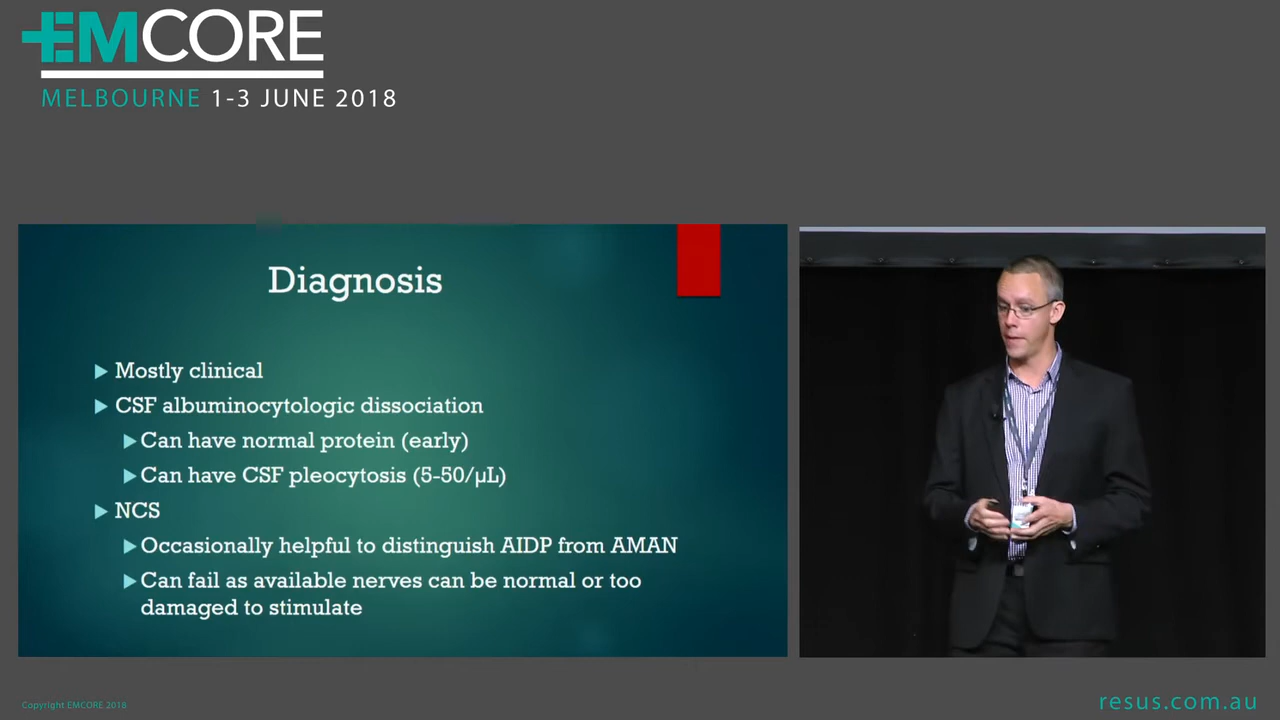 EMCORE
MELBOURNE 1-3 JUNE 2018
Diagnosis
Mostly clinical
CSF albuminocytologic dissociation
Can have normal protein (early)
Can have CSF pleocytosis (5-50/µL)
NCS
Occasionally helpful to distinguish AIDP from AMAN
Can fail as available nerves can be normal or too
damaged to stimulate
Copyright EMCORE 2018
resus.com.au